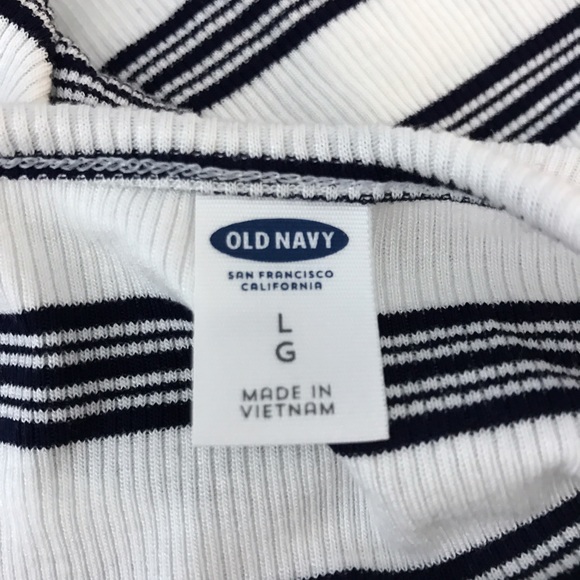 OLD NAVY
SAN FRANCISCO
CALIFORNIA
L
G
MADE IN
VIETNAM